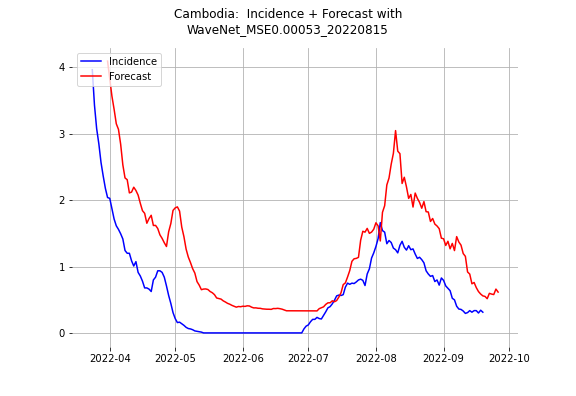 Cambodia:  Incidence + Forecast with
WaveNet_MSE0.00053_20220815
Incidence
Forecast
4
3
2
1
0
2022-04 2022-05 2022-06 2022-07 2022-08 2022-09 2022-10